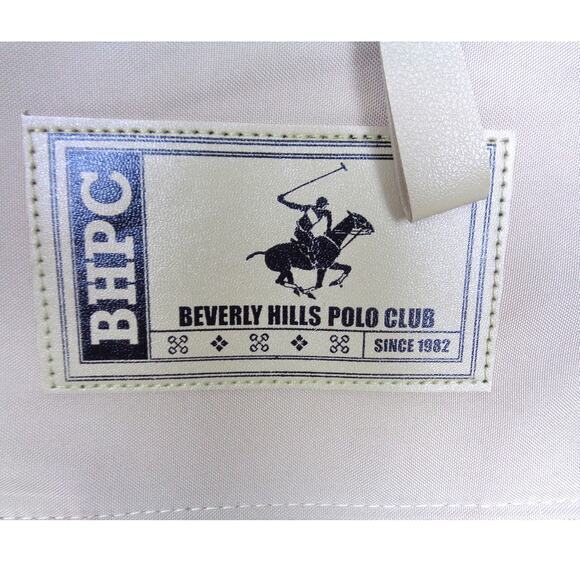 BHPC
BEVERLY HILLS POLO CLUB
SINCE 1982